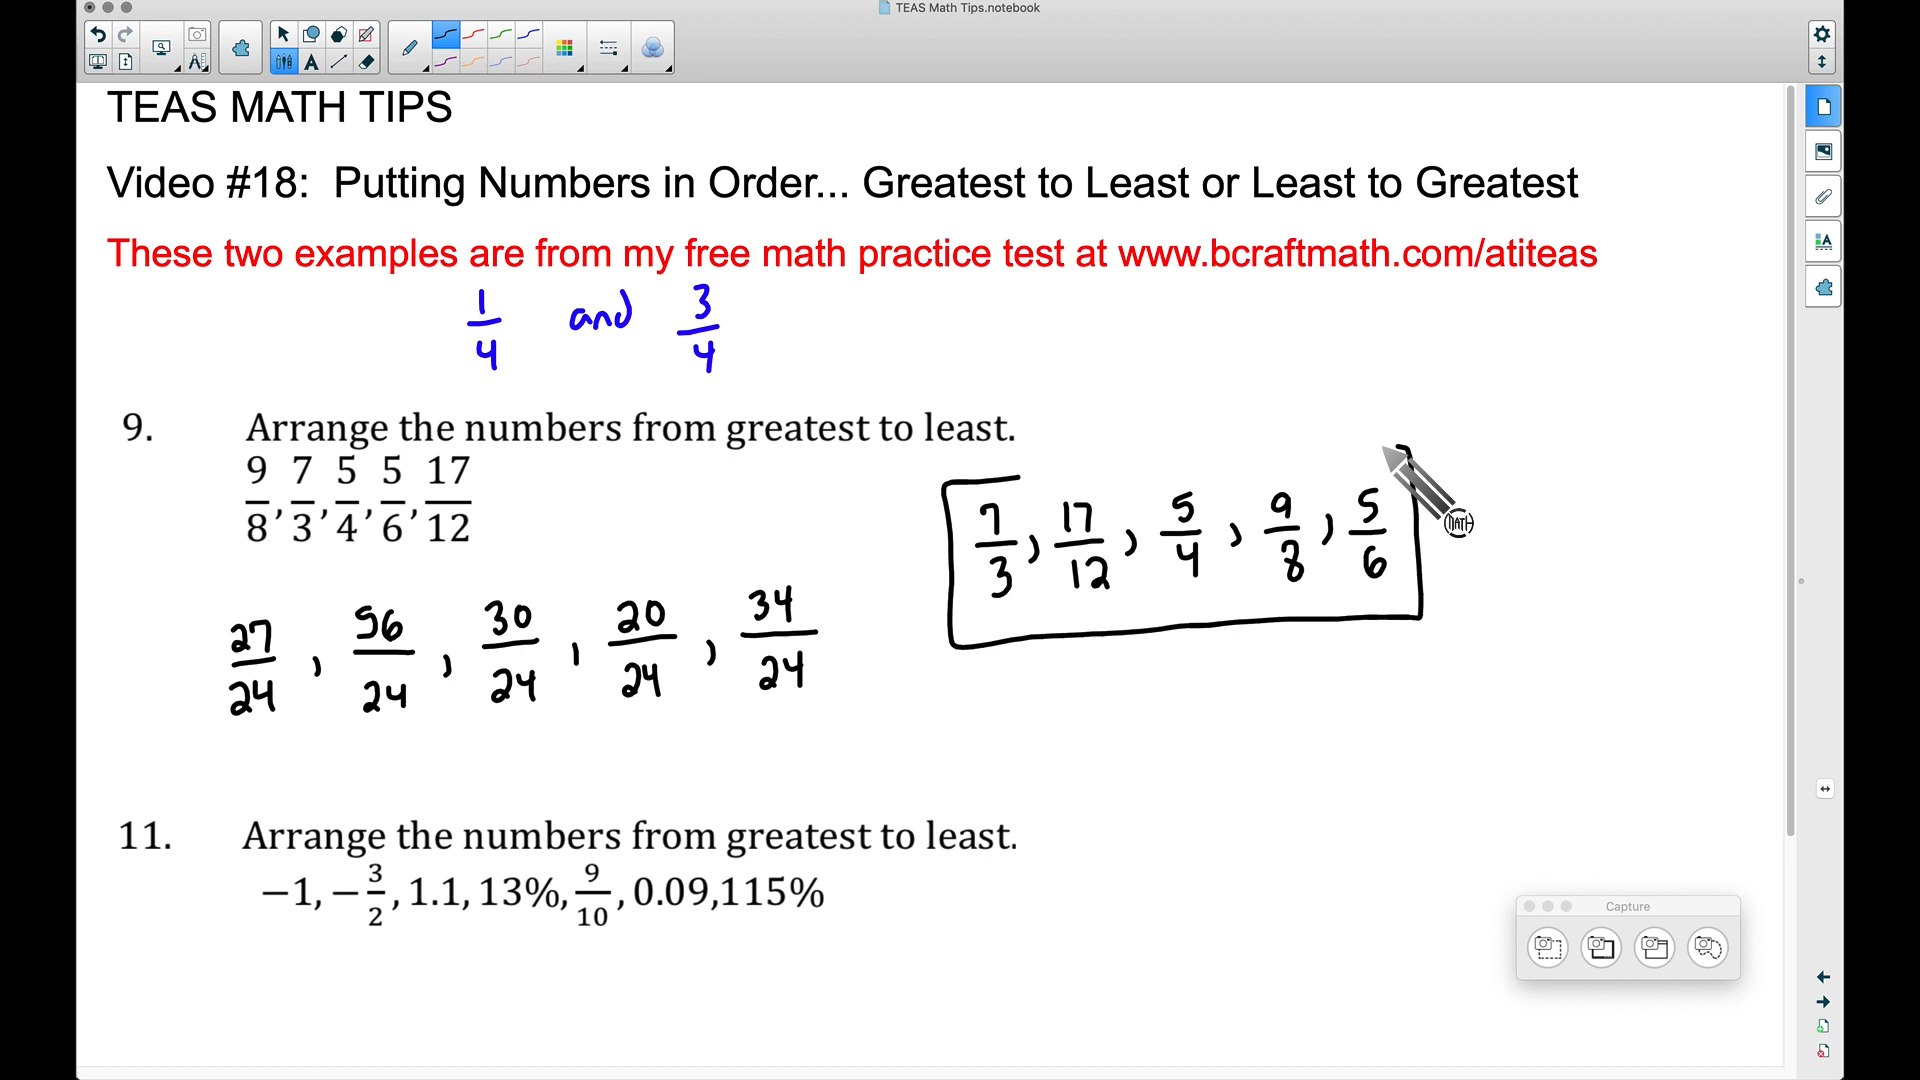 TEAS Math Tips.notebook
TEAS MATH TIPS
Video #18: Putting Numbers in Order... Greatest to Least or Least to Greatest
These two examples are from my free math practice test at www.bcraftmath.com/atiteas
1/4 and 3/4
9. Arrange the numbers from greatest to least.
9/8, 7/3, 5/4, 5/6, 17/12
7/3, 17/12, 5/4, 9/8, 5/6
27/24, 56/24, 30/24, 20/24, 34/24
11. Arrange the numbers from greatest to least.
−1, −3/2, 1.1, 13%, 9/10, 0.09,115%
Capture